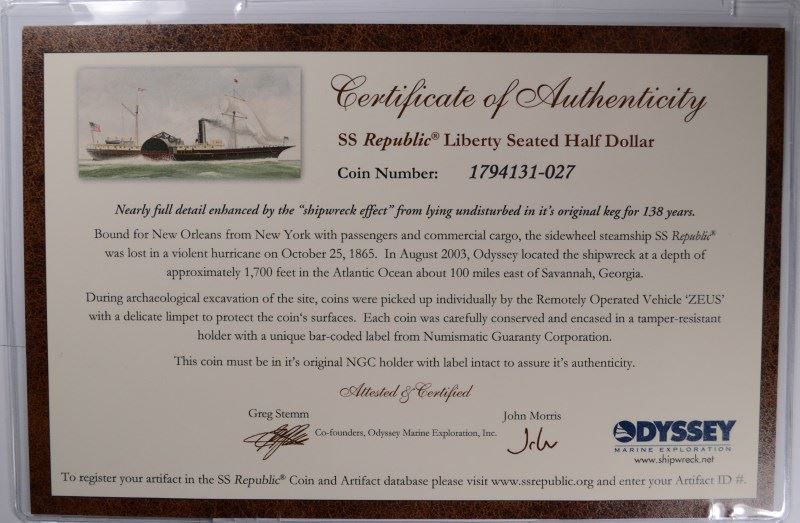 Certificate of Authenticity
SS Republic® Liberty Seated Half Dollar
Coin Number: 1794131-027
Nearly full detail enhanced by the “shipwreck effect” from lying undisturbed in it's original keg for 138 years.
Bound for New Orleans from New York with passengers and commercial cargo, the sidewheel steamship SS Republic®
was lost in a violent hurricane on October 25, 1865. In August 2003, Odyssey located the shipwreck at a depth of
approximately 1,700 feet in the Atlantic Ocean about 100 miles east of Savannah, Georgia.
During archaeological excavation of the site, coins were picked up individually by the Remotely Operated Vehicle ‘ZEUS’
with a delicate limpet to protect the coin‘s surfaces. Each coin was carefully conserved and encased in a tamper-resistant
holder with a unique bar-coded label from Numismatic Guaranty Corporation.
This coin must be in it's original NGC holder with label intact to assure it's authenticity.
Attested & Certified
Greg Stemm
John Morris
Co-founders, Odyssey Marine Exploration, Inc.
ODYSSEY
MARINE EXPLORATION
www.shipwreck.net
To register your artifact in the SS Republic® Coin and Artifact database please visit www.ssrepublic.org and enter your Artifact ID #.